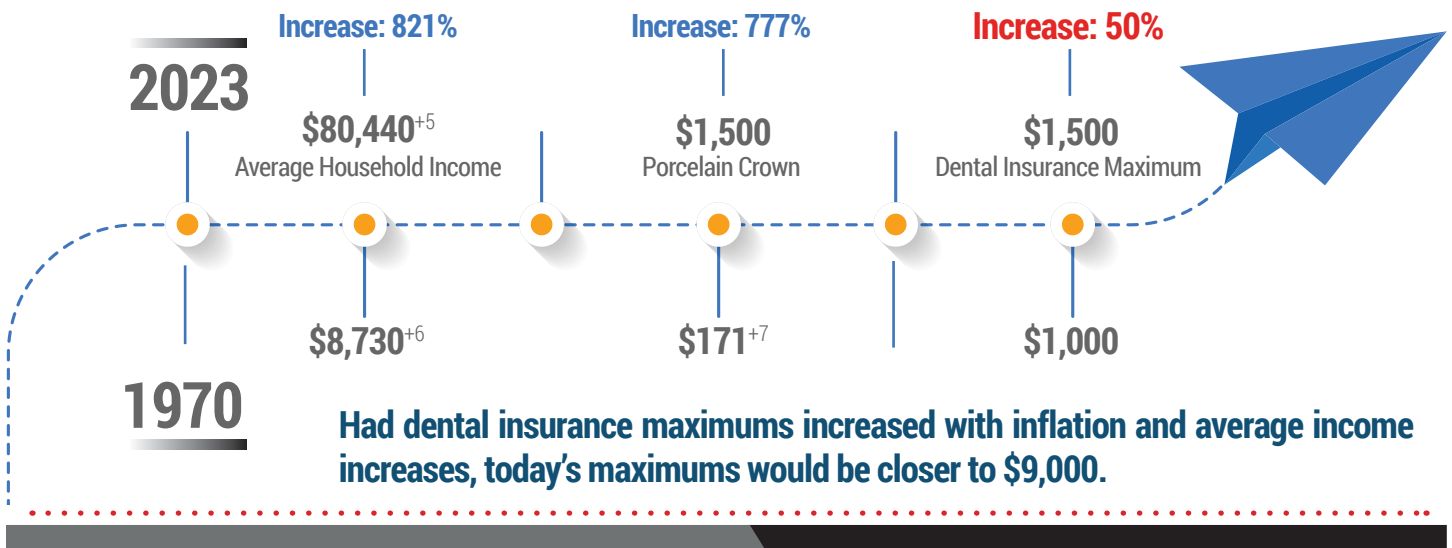 Increase: 821%
Increase: 777%
Increase: 50%
2023
$80,440+5
Average Household Income
$1,500
Porcelain Crown
$1,500
Dental Insurance Maximum
$8,730+6
$171+7
$1,000
1970
Had dental insurance maximums increased with inflation and average income
increases, today's maximums would be closer to $9,000.